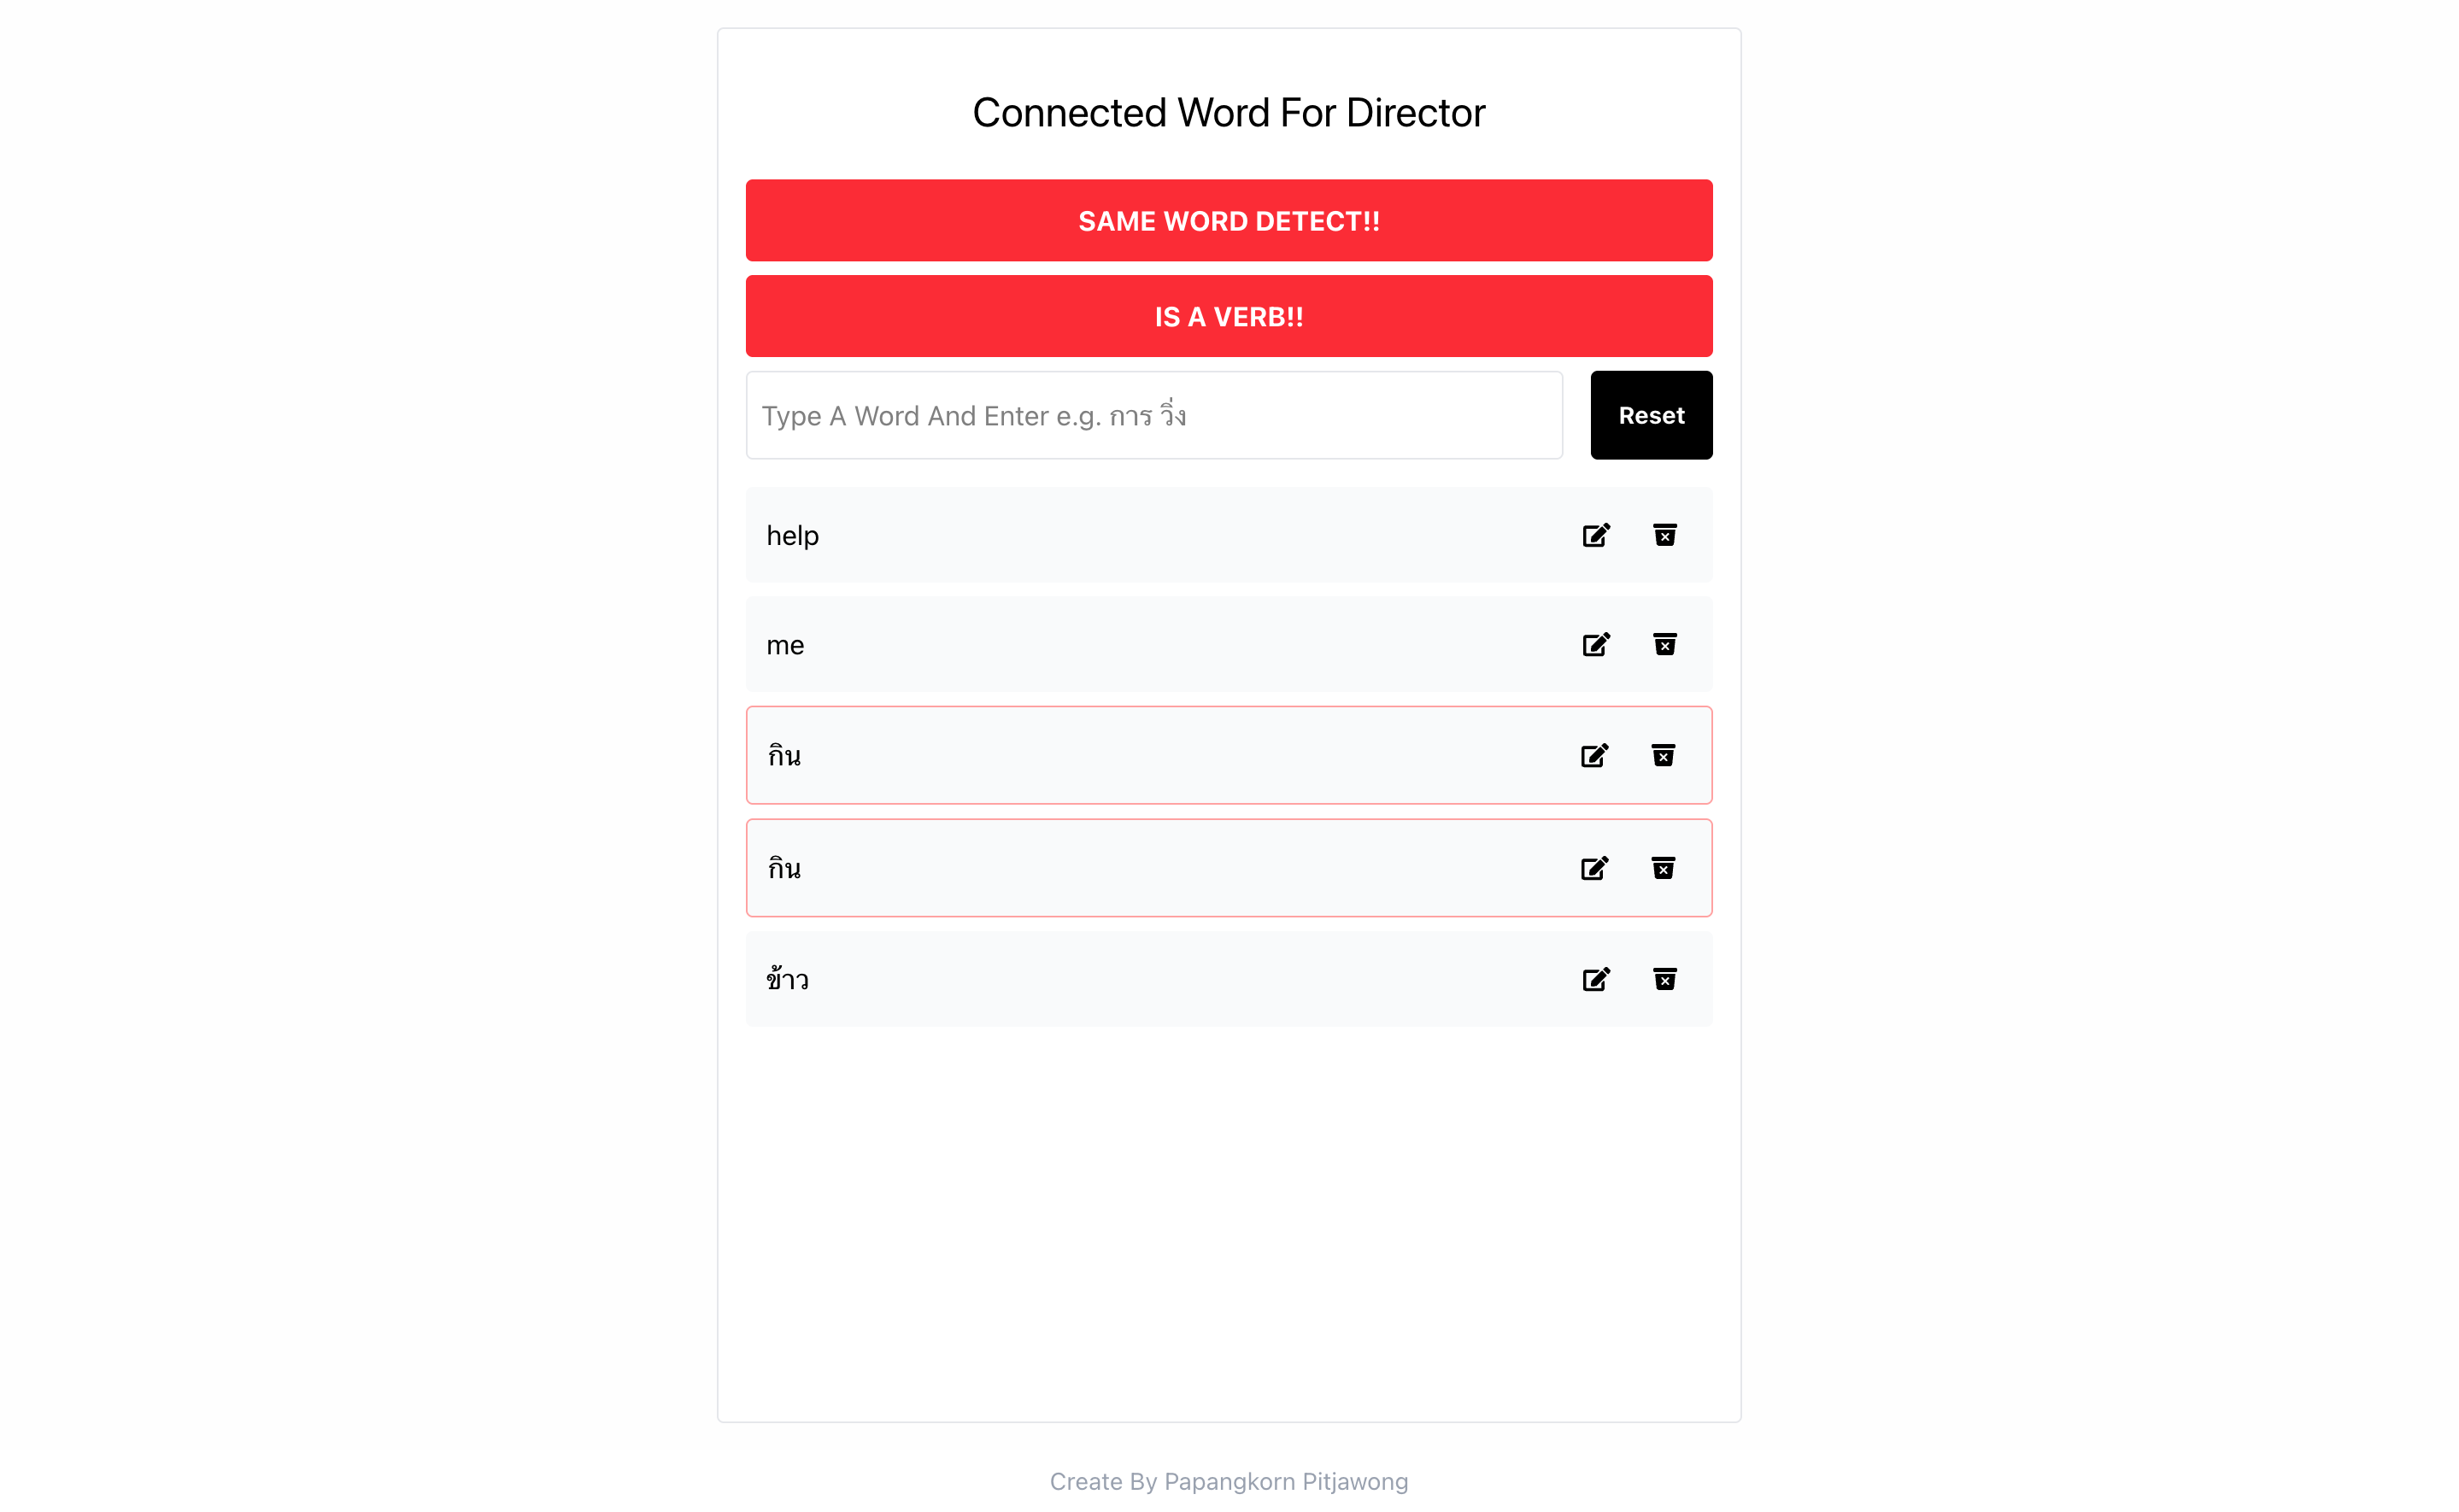 Connected Word For Director
SAME WORD DETECT!!
IS A VERB!!
Type A Word And Enter e.g. การ วิ่ง
Reset
help
me
กิน
กิน
ข้าว
Create By Papangkorn Pitjawong